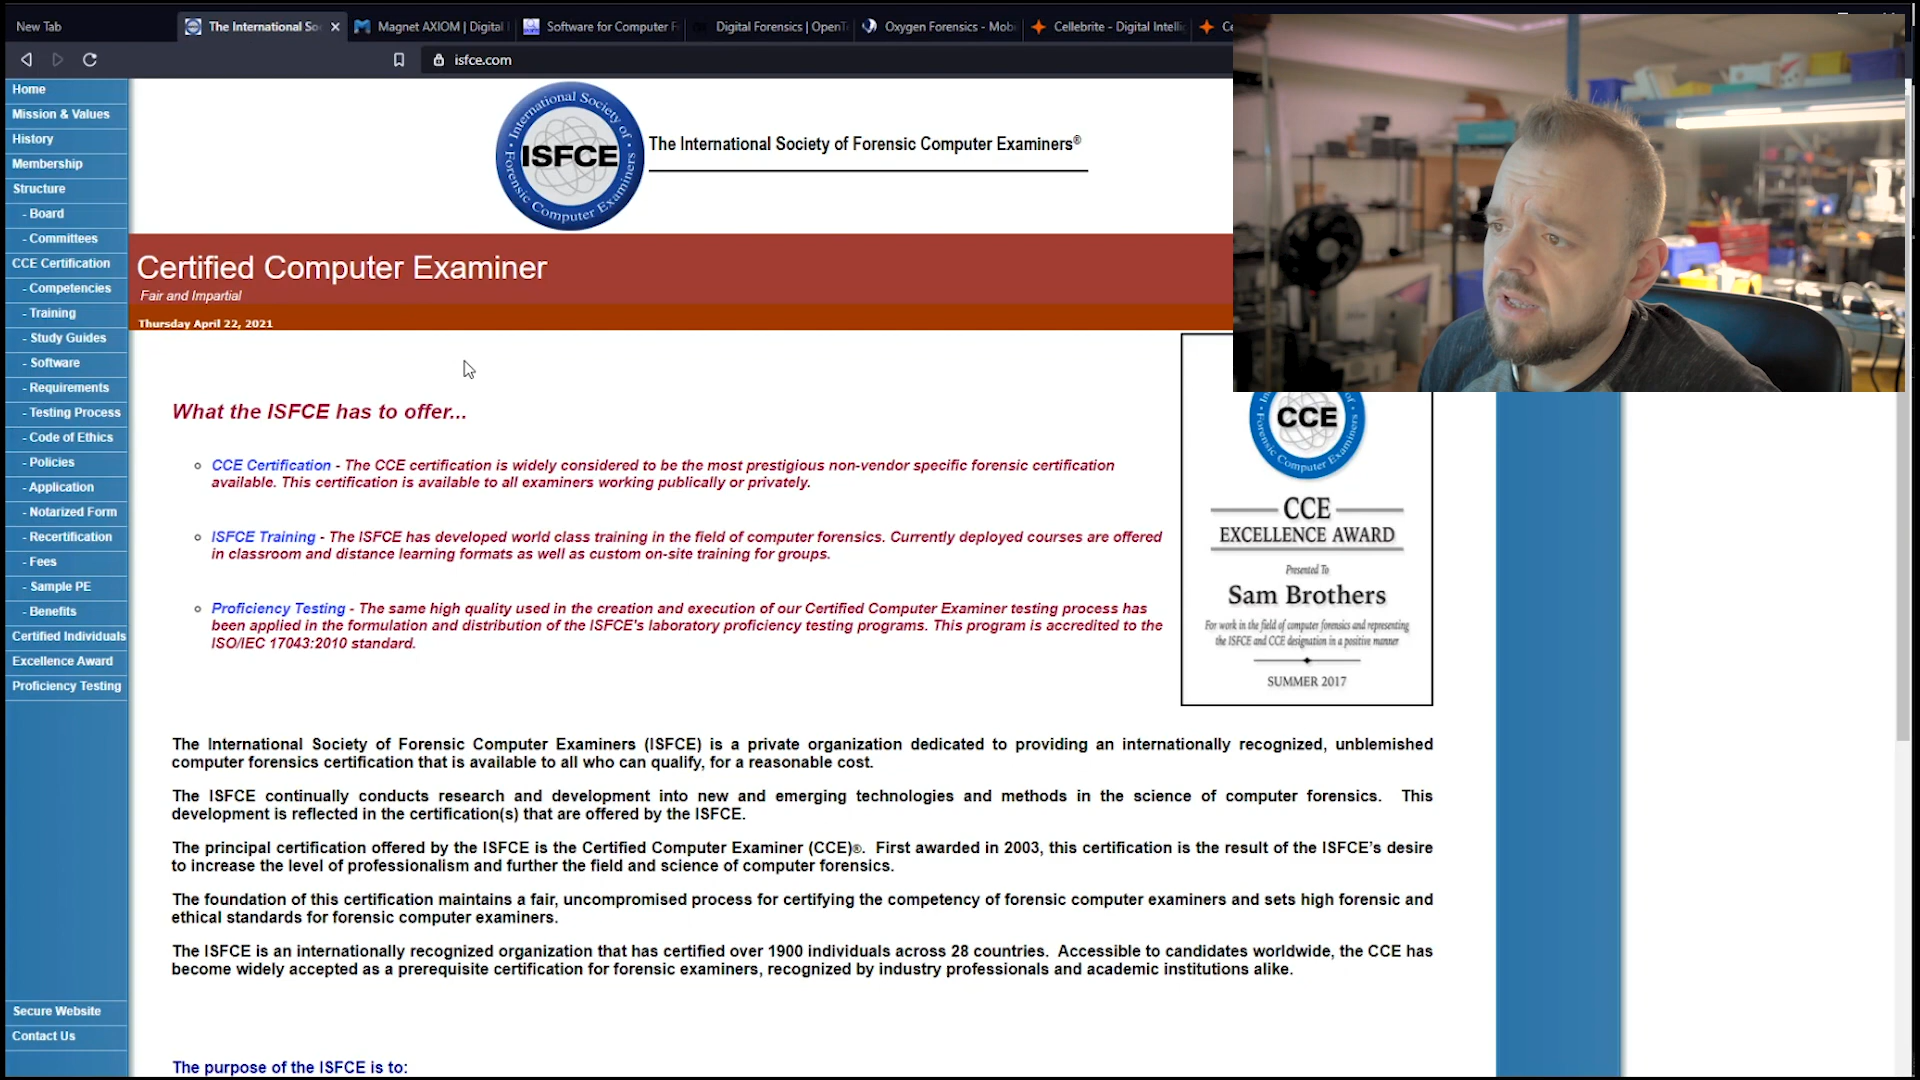 New Tab
The International So
Magnet AXIOM | Digital
Software for Computer F
Digital Forensics | OpenT
Oxygen Forensics - Mob
Cellebrite - Digital Intelli
Ce
isfce.com
Home
Mission & Values
History
Membership
Structure
- Board
- Committees
CCE Certification
- Competencies
- Training
- Study Guides
- Software
- Requirements
- Testing Process
- Code of Ethics
- Policies
- Application
- Notarized Form
- Recertification
- Fees
- Sample PE
- Benefits
Certified Individuals
Excellence Award
Proficiency Testing
Secure Website
Contact Us
International Society of
ISFCE
Forensic Computer Examiners
The International Society of Forensic Computer Examiners®
Certified Computer Examiner
Fair and Impartial
Thursday April 22, 2021
What the ISFCE has to offer...
CCE Certification - The CCE certification is widely considered to be the most prestigious non-vendor specific forensic certification
available. This certification is available to all examiners working publically or privately.
ISFCE Training - The ISFCE has developed world class training in the field of computer forensics. Currently deployed courses are offered
in classroom and distance learning formats as well as custom on-site training for groups.
Proficiency Testing - The same high quality used in the creation and execution of our Certified Computer Examiner testing process has
been applied in the formulation and distribution of the ISFCE's laboratory proficiency testing programs. This program is accredited to the
ISO/IEC 17043:2010 standard.
CCE
Forensic Computer Examiners
CCE
EXCELLENCE AWARD
Presented To
Sam Brothers
For work in the field of computer forensics and representing
the ISFCE and CCE designation in a positive manner
SUMMER 2017
The International Society of Forensic Computer Examiners (ISFCE) is a private organization dedicated to providing an internationally recognized, unblemished
computer forensics certification that is available to all who can qualify, for a reasonable cost.
The ISFCE continually conducts research and development into new and emerging technologies and methods in the science of computer forensics. This
development is reflected in the certification(s) that are offered by the ISFCE.
The principal certification offered by the ISFCE is the Certified Computer Examiner (CCE)®. First awarded in 2003, this certification is the result of the ISFCE's desire
to increase the level of professionalism and further the field and science of computer forensics.
The foundation of this certification maintains a fair, uncompromised process for certifying the competency of forensic computer examiners and sets high forensic and
ethical standards for forensic computer examiners.
The ISFCE is an internationally recognized organization that has certified over 1900 individuals across 28 countries. Accessible to candidates worldwide, the CCE has
become widely accepted as a prerequisite certification for forensic examiners, recognized by industry professionals and academic institutions alike.
The purpose of the ISFCE is to: